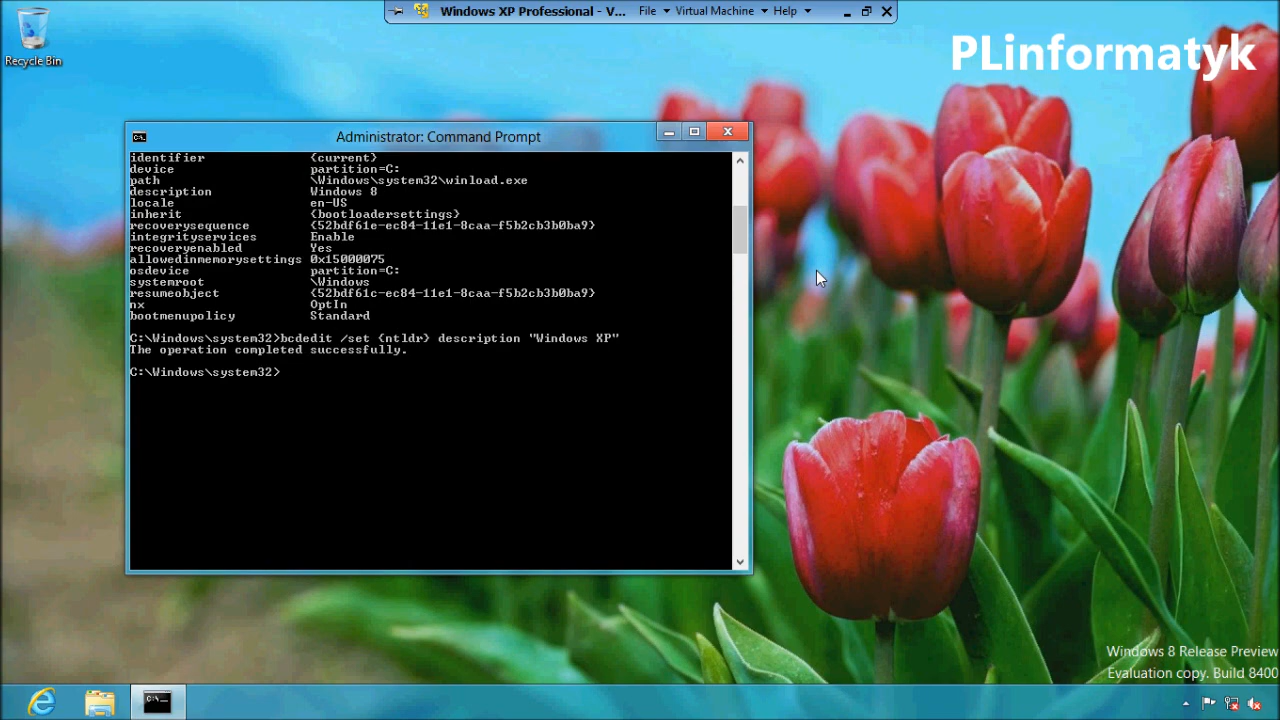 Windows XP Professional - V... File Virtual Machine Help
PLinformatyk
Recycle Bin
Administrator: Command Prompt
identifier {current}
device partition=C:
path \Windows\system32\winload.exe
description Windows 8
locale en-US
inherit {bootloadersettings}
recoverysequence {52bdf61e-ec84-11e1-8caa-f5b2cb3b0ba9}
integrityservices Enable
recoveryenabled Yes
allowedinmemorysettings 0x15000075
osdevice partition=C:
systemroot \Windows
resumeobject {52bdf61c-ec84-11e1-8caa-f5b2cb3b0ba9}
nx OptIn
bootmenupolicy Standard
C:\Windows\system32>bcdedit /set {ntldr} description "Windows XP"
The operation completed successfully.
C:\Windows\system32>
Windows 8 Release Preview
Evaluation copy. Build 8400